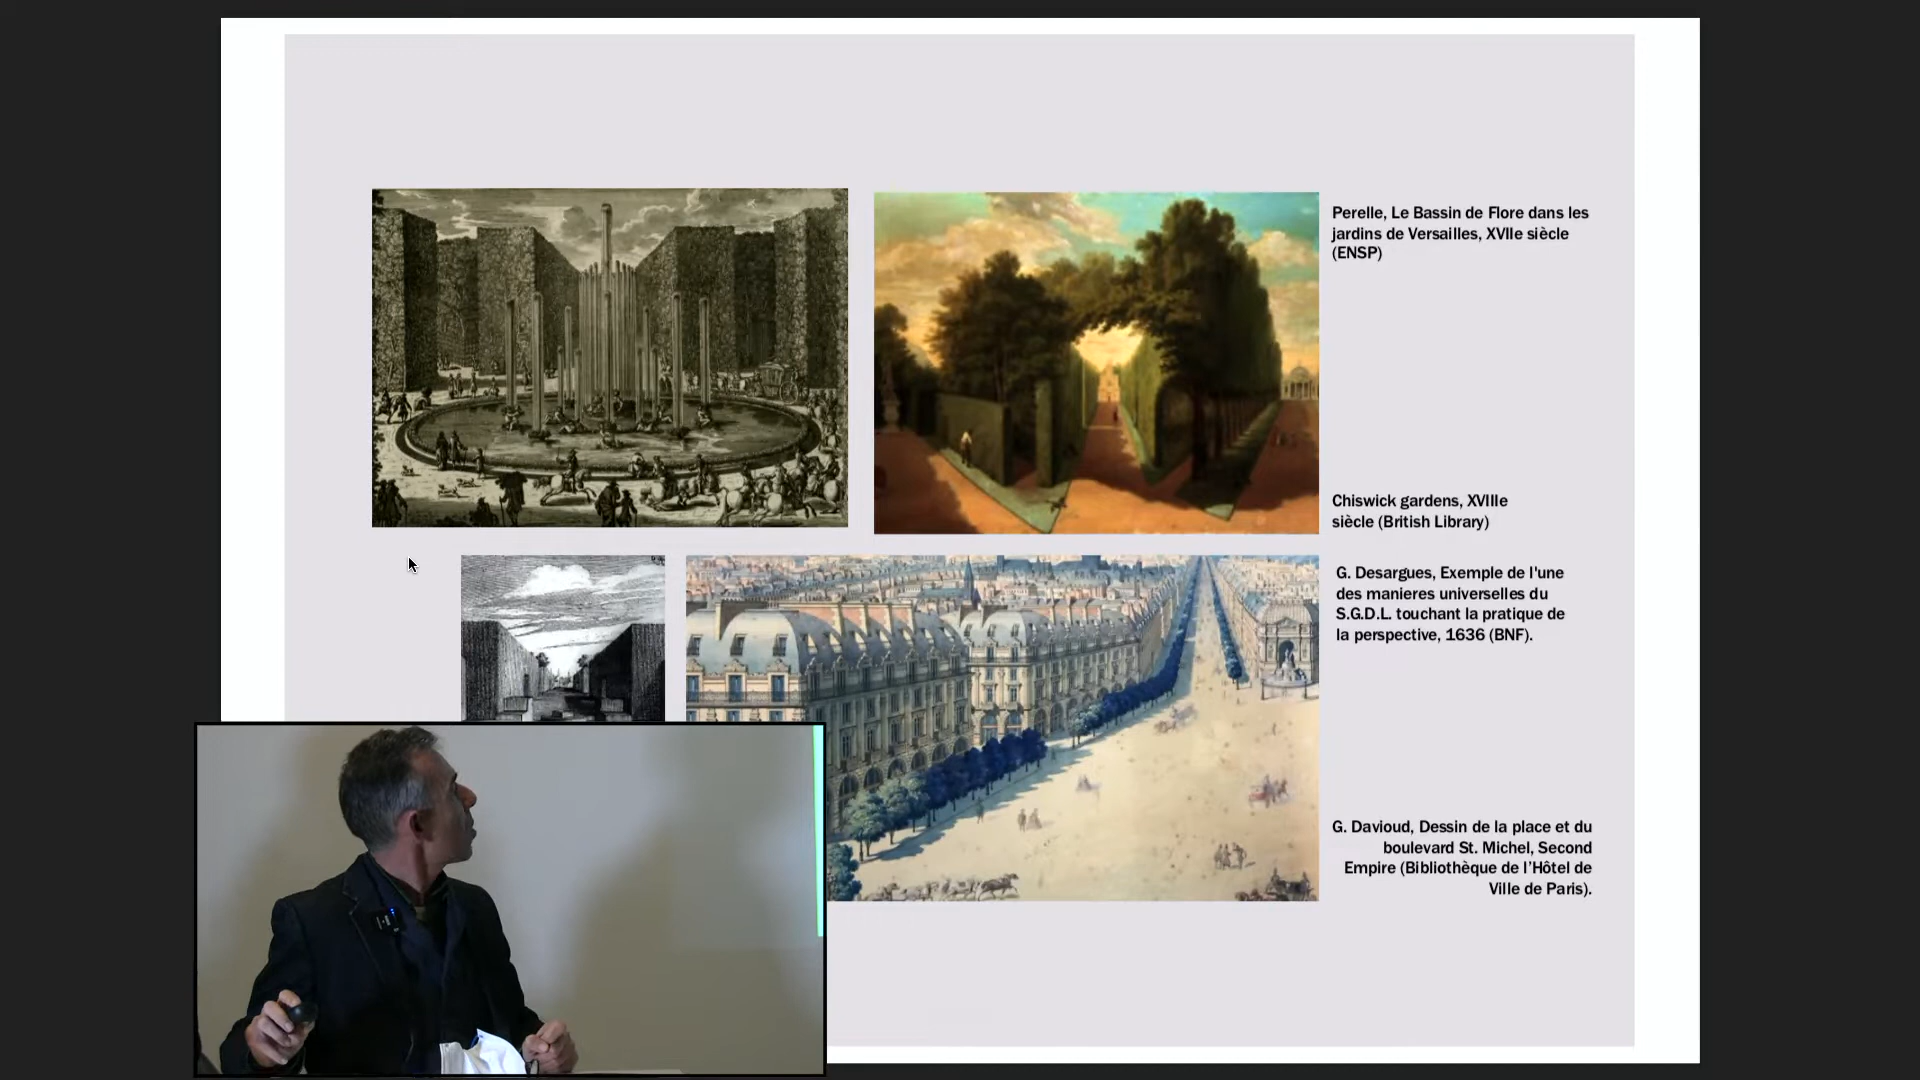 Perelle, Le Bassin de Flore dans les
jardins de Versailles, XVIIe siècle
(ENSP)
Chiswick gardens, XVIIIe
siècle (British Library)
G. Desargues, Exemple de l'une
des manieres universelles du
S.G.D.L. touchant la pratique de
la perspective, 1636 (BNF).
G. Davioud, Dessin de la place et du
boulevard St. Michel, Second
Empire (Bibliothèque de l’Hôtel de
Ville de Paris).